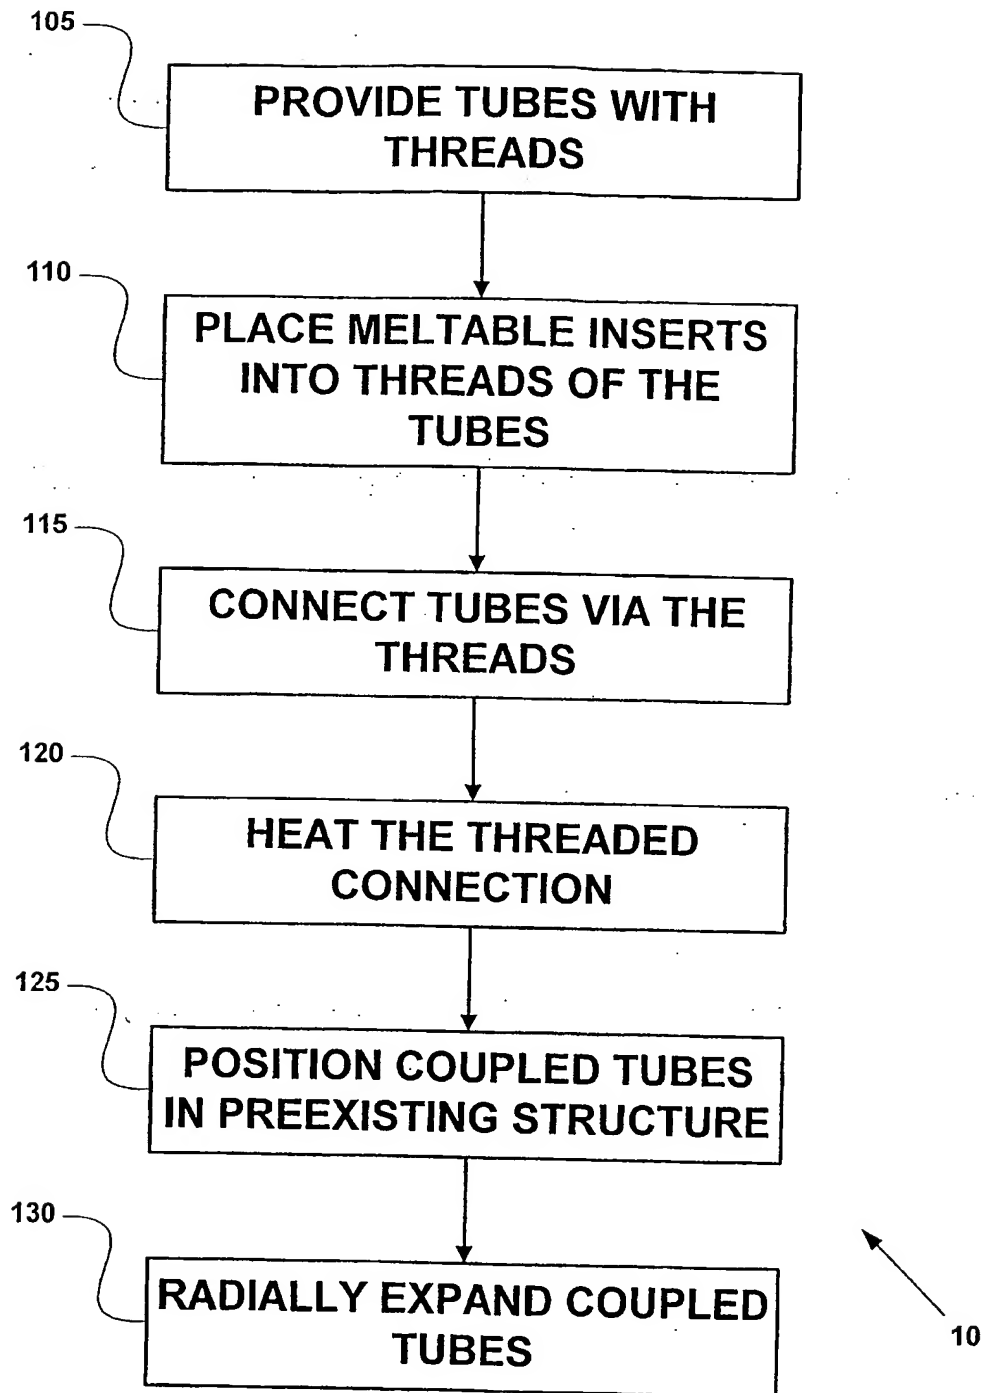 105
PROVIDE TUBES WITH
THREADS
110
PLACE MELTABLE INSERTS
INTO THREADS OF THE
TUBES
115
CONNECT TUBES VIA THE
THREADS
120
HEAT THE THREADED
CONNECTION
125
POSITION COUPLED TUBES
IN PREEXISTING STRUCTURE
130
RADIALLY EXPAND COUPLED
TUBES
10